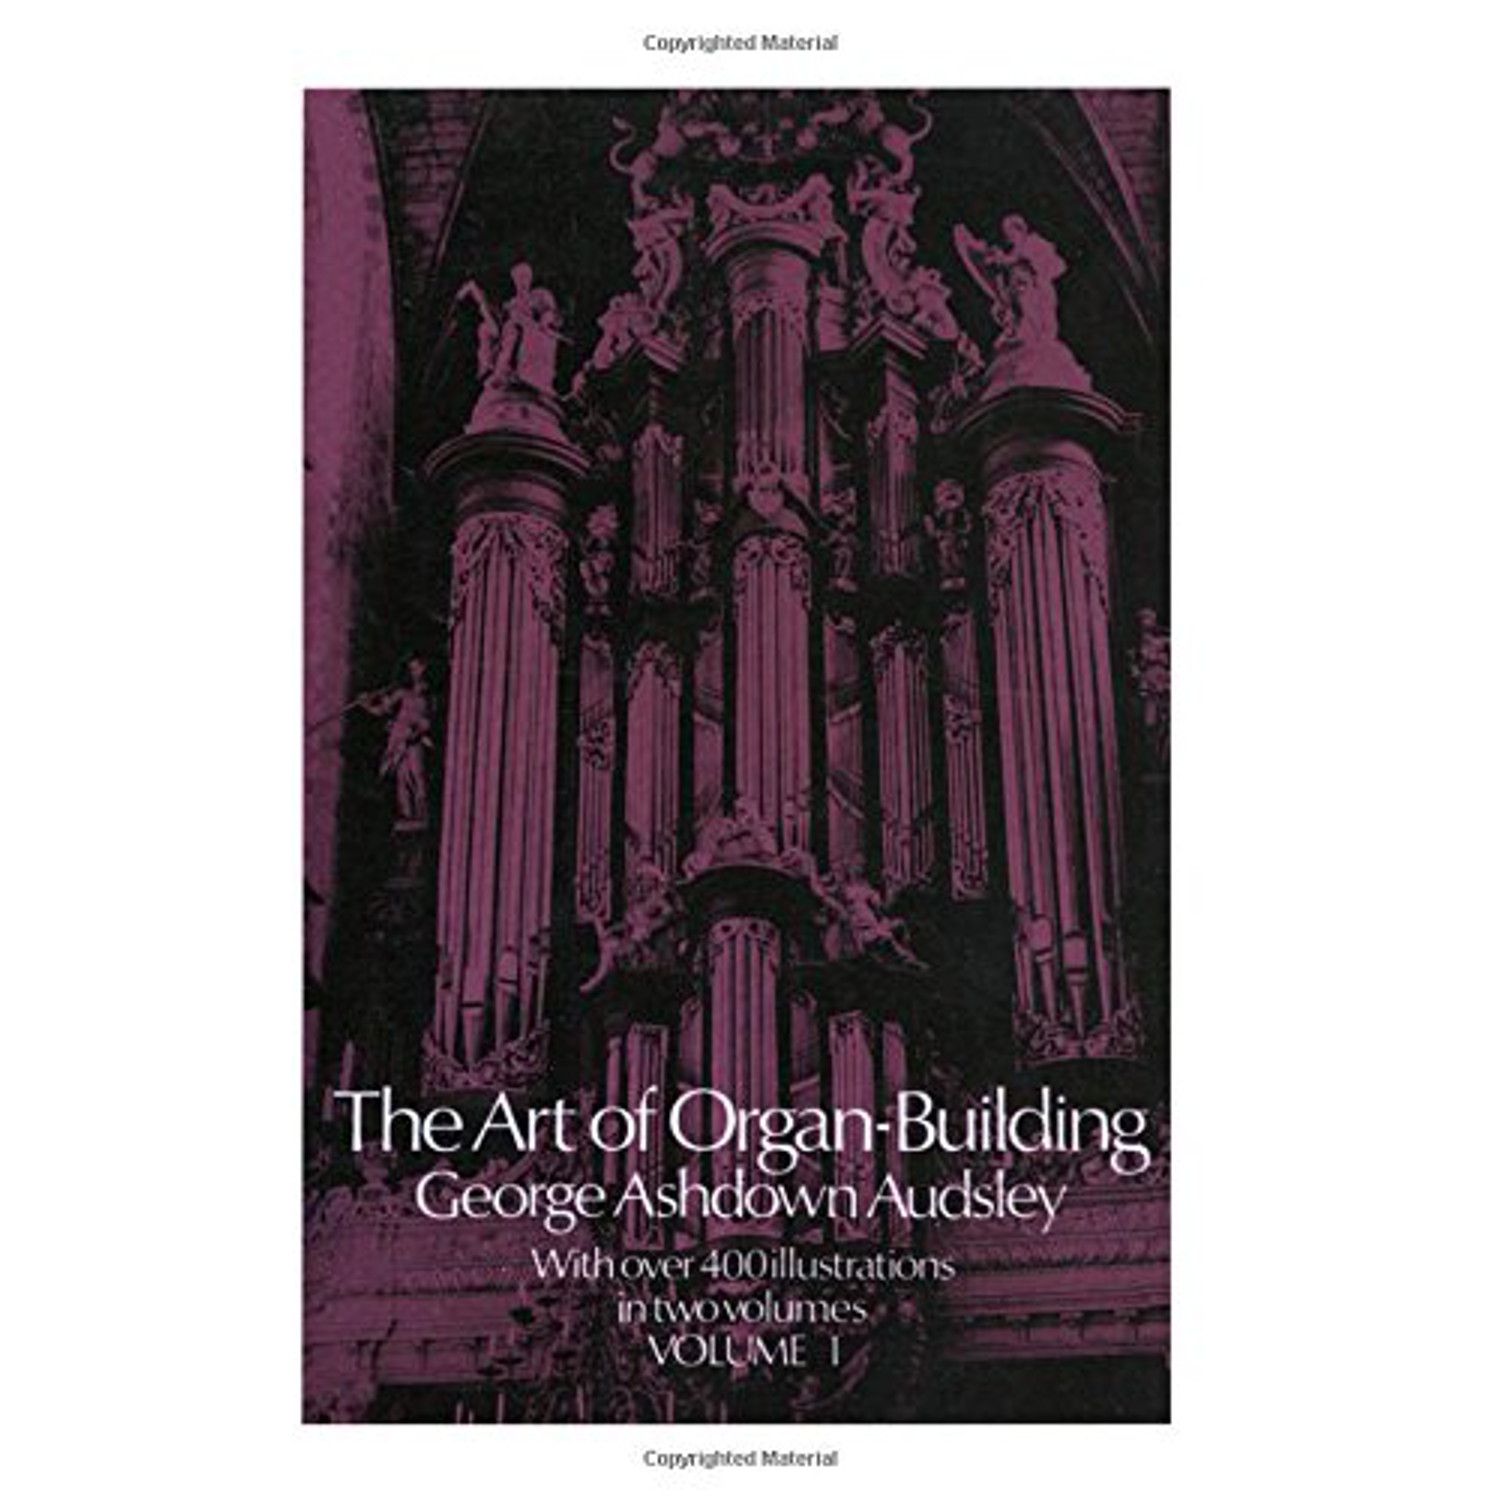 Copyrighted Material
The Art of Organ-Building
George Ashdown Audsley
With over 400 illustrations
in two volumes
VOLUME I
Copyrighted Material